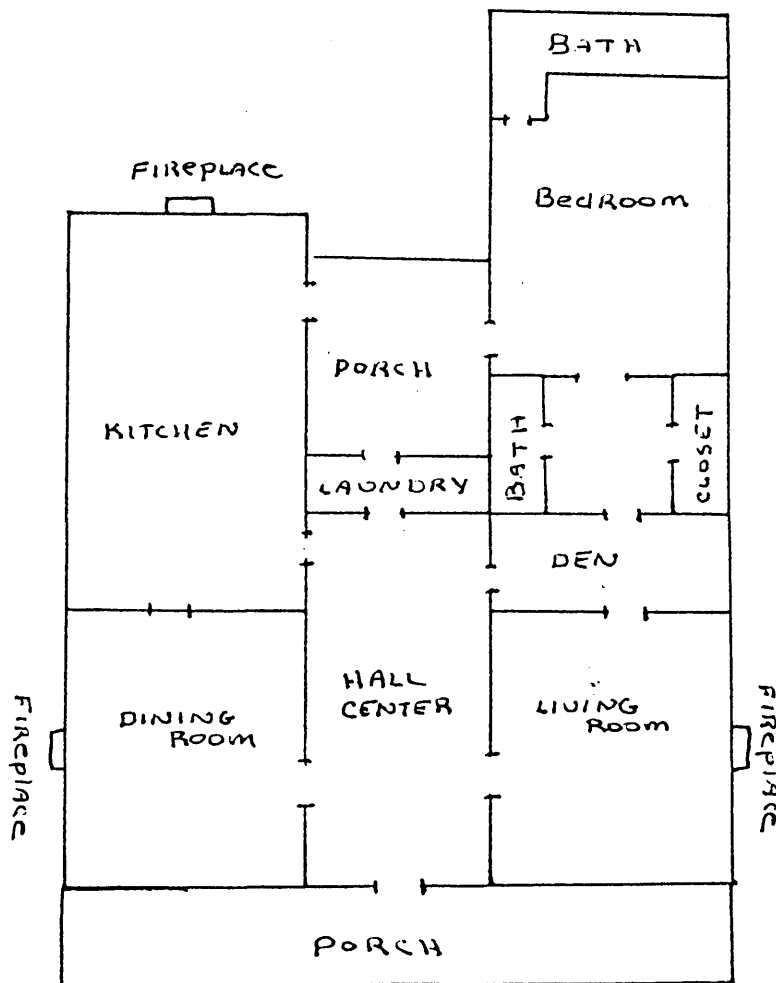 BATH
FIREPLACE
BedROOM
PORCH
KITCHEN
BATH
CLOSET
LAUNDRY
DEN
HALL
CENTER
DINING
ROOM
LIVING
ROOM
FIREPLACE
FIREPLACE
PORCH